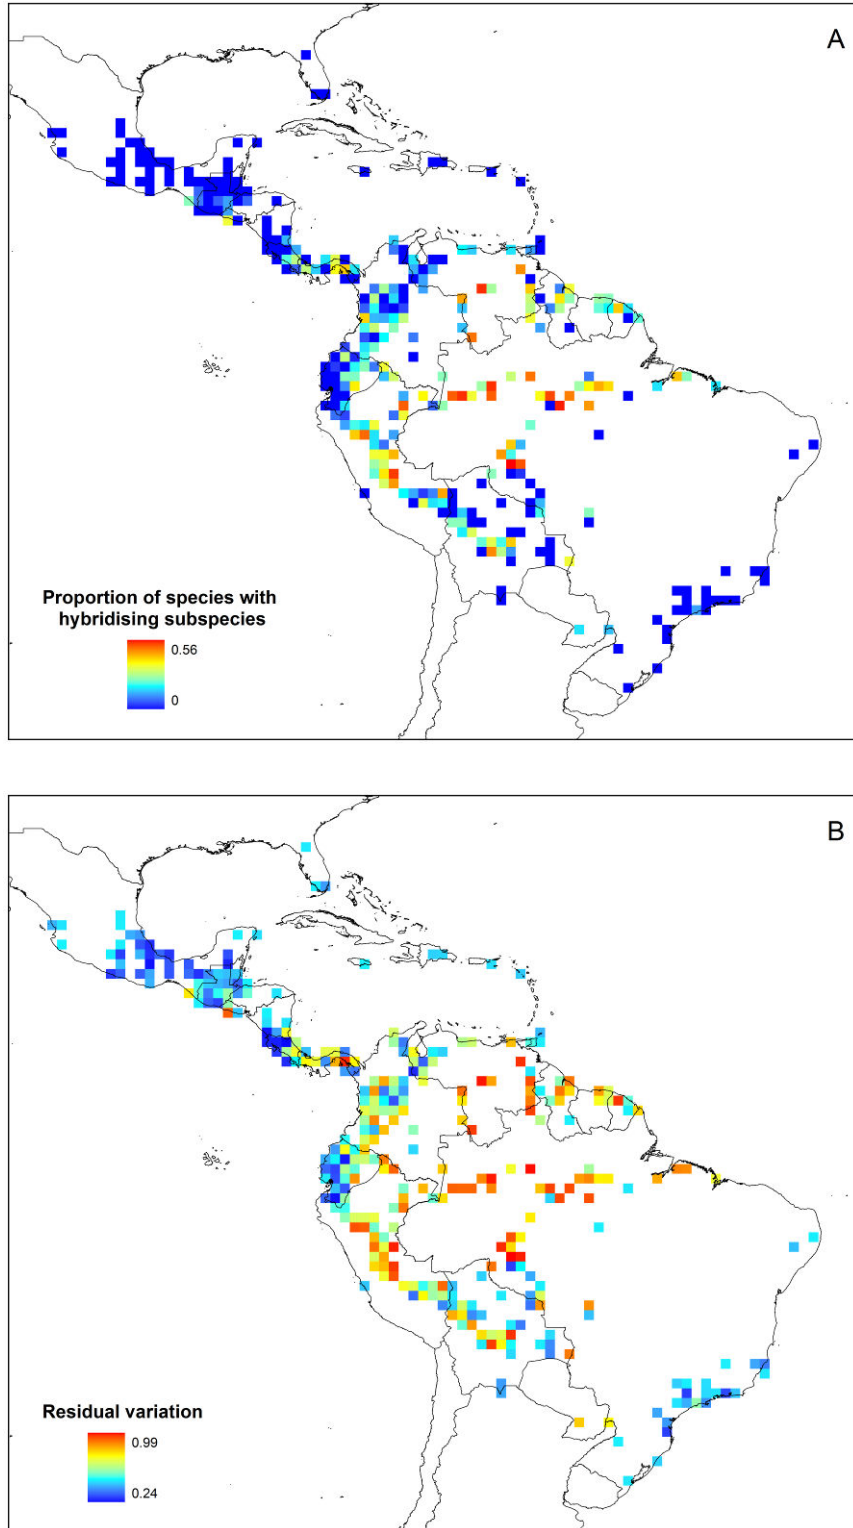 A
Proportion of species with
hybridising subspecies
0.56
0
B
Residual variation
0.99
0.24